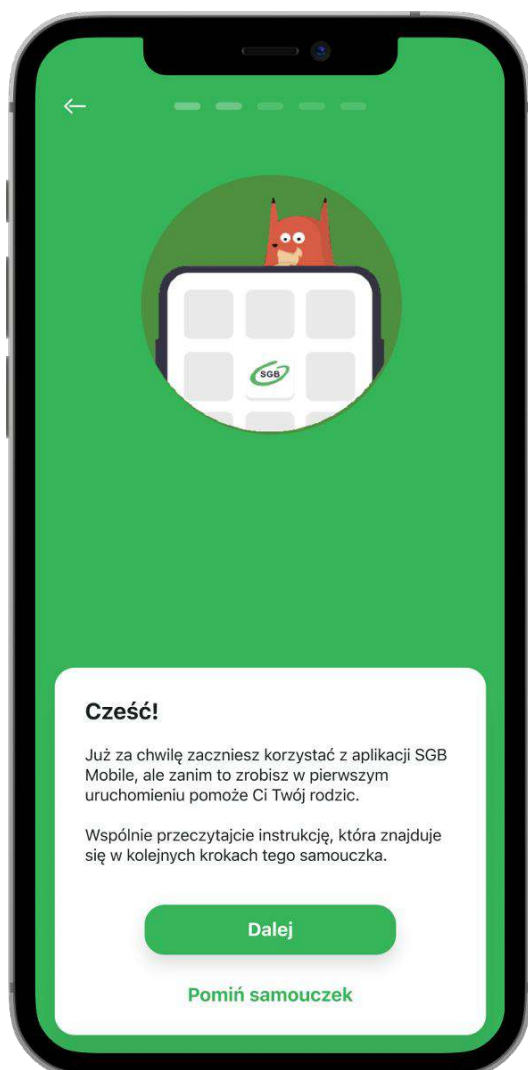 SGB
Cześć!
Już za chwilę zaczniesz korzystać z aplikacji SGB
Mobile, ale zanim to zrobisz w pierwszym
uruchomieniu pomoże Ci Twój rodzic.
Wspólnie przeczytajcie instrukcję, która znajduje
się w kolejnych krokach tego samouczka.
Dalej
Pomiń samouczek